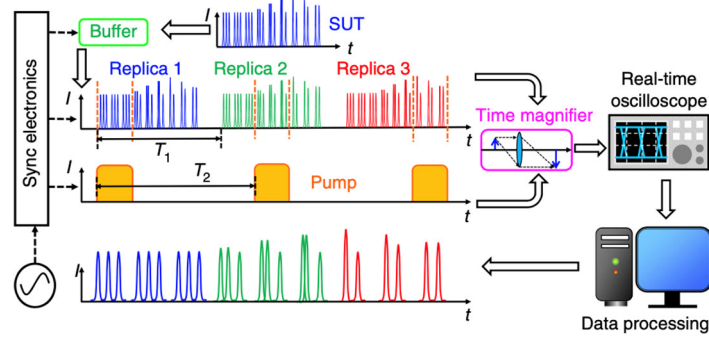 I
SUT
Buffer
t
Replica 1
Replica 2
Replica 3
Real-time
oscilloscope
I
Time magnifier
t
T1
Sync electronics
T2
Pump
t
I
t
Data processing